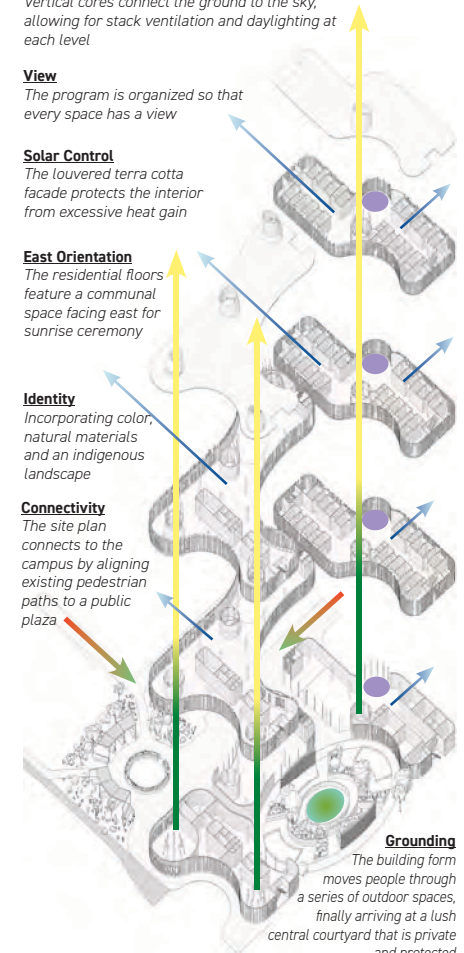 Vertical cores connect the ground to the sky,
allowing for stack ventilation and daylighting at
each level
View
The program is organized so that
every space has a view
Solar Control
The louvered terra cotta
facade protects the interior
from excessive heat gain
East Orientation
The residential floors
feature a communal
space facing east for
sunrise ceremony
Identity
Incorporating color,
natural materials
and an indigenous
landscape
Connectivity
The site plan
connects to the
campus by aligning
existing pedestrian
paths to a public
plaza
Grounding
The building form
moves people through
a series of outdoor spaces,
finally arriving at a lush
central courtyard that is private
and protected